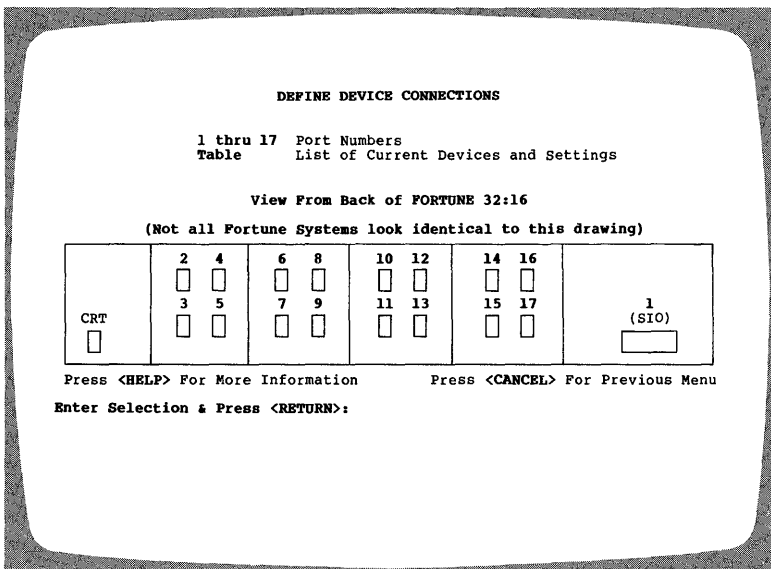 DEFINE DEVICE CONNECTIONS
1 thru 17 Port Numbers
Table List of Current Devices and Settings
View From Back of FORTUNE 32:16
(Not all Fortune Systems look identical to this drawing)
2 4 6 8 10 12 14 16
3 5 7 9 11 13 15 17 1
CRT (SIO)
Press <HELP> For More Information Press <CANCEL> For Previous Menu
Enter Selection & Press <RETURN>: